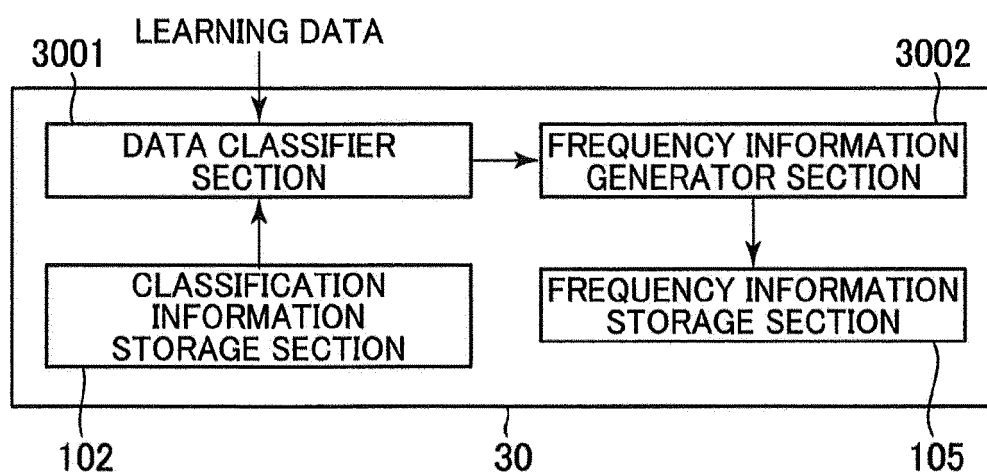 LEARNING DATA
3001
3002
DATA CLASSIFIER
SECTION
FREQUENCY INFORMATION
GENERATOR SECTION
CLASSIFICATION
INFORMATION
STORAGE SECTION
FREQUENCY INFORMATION
STORAGE SECTION
102
30
105